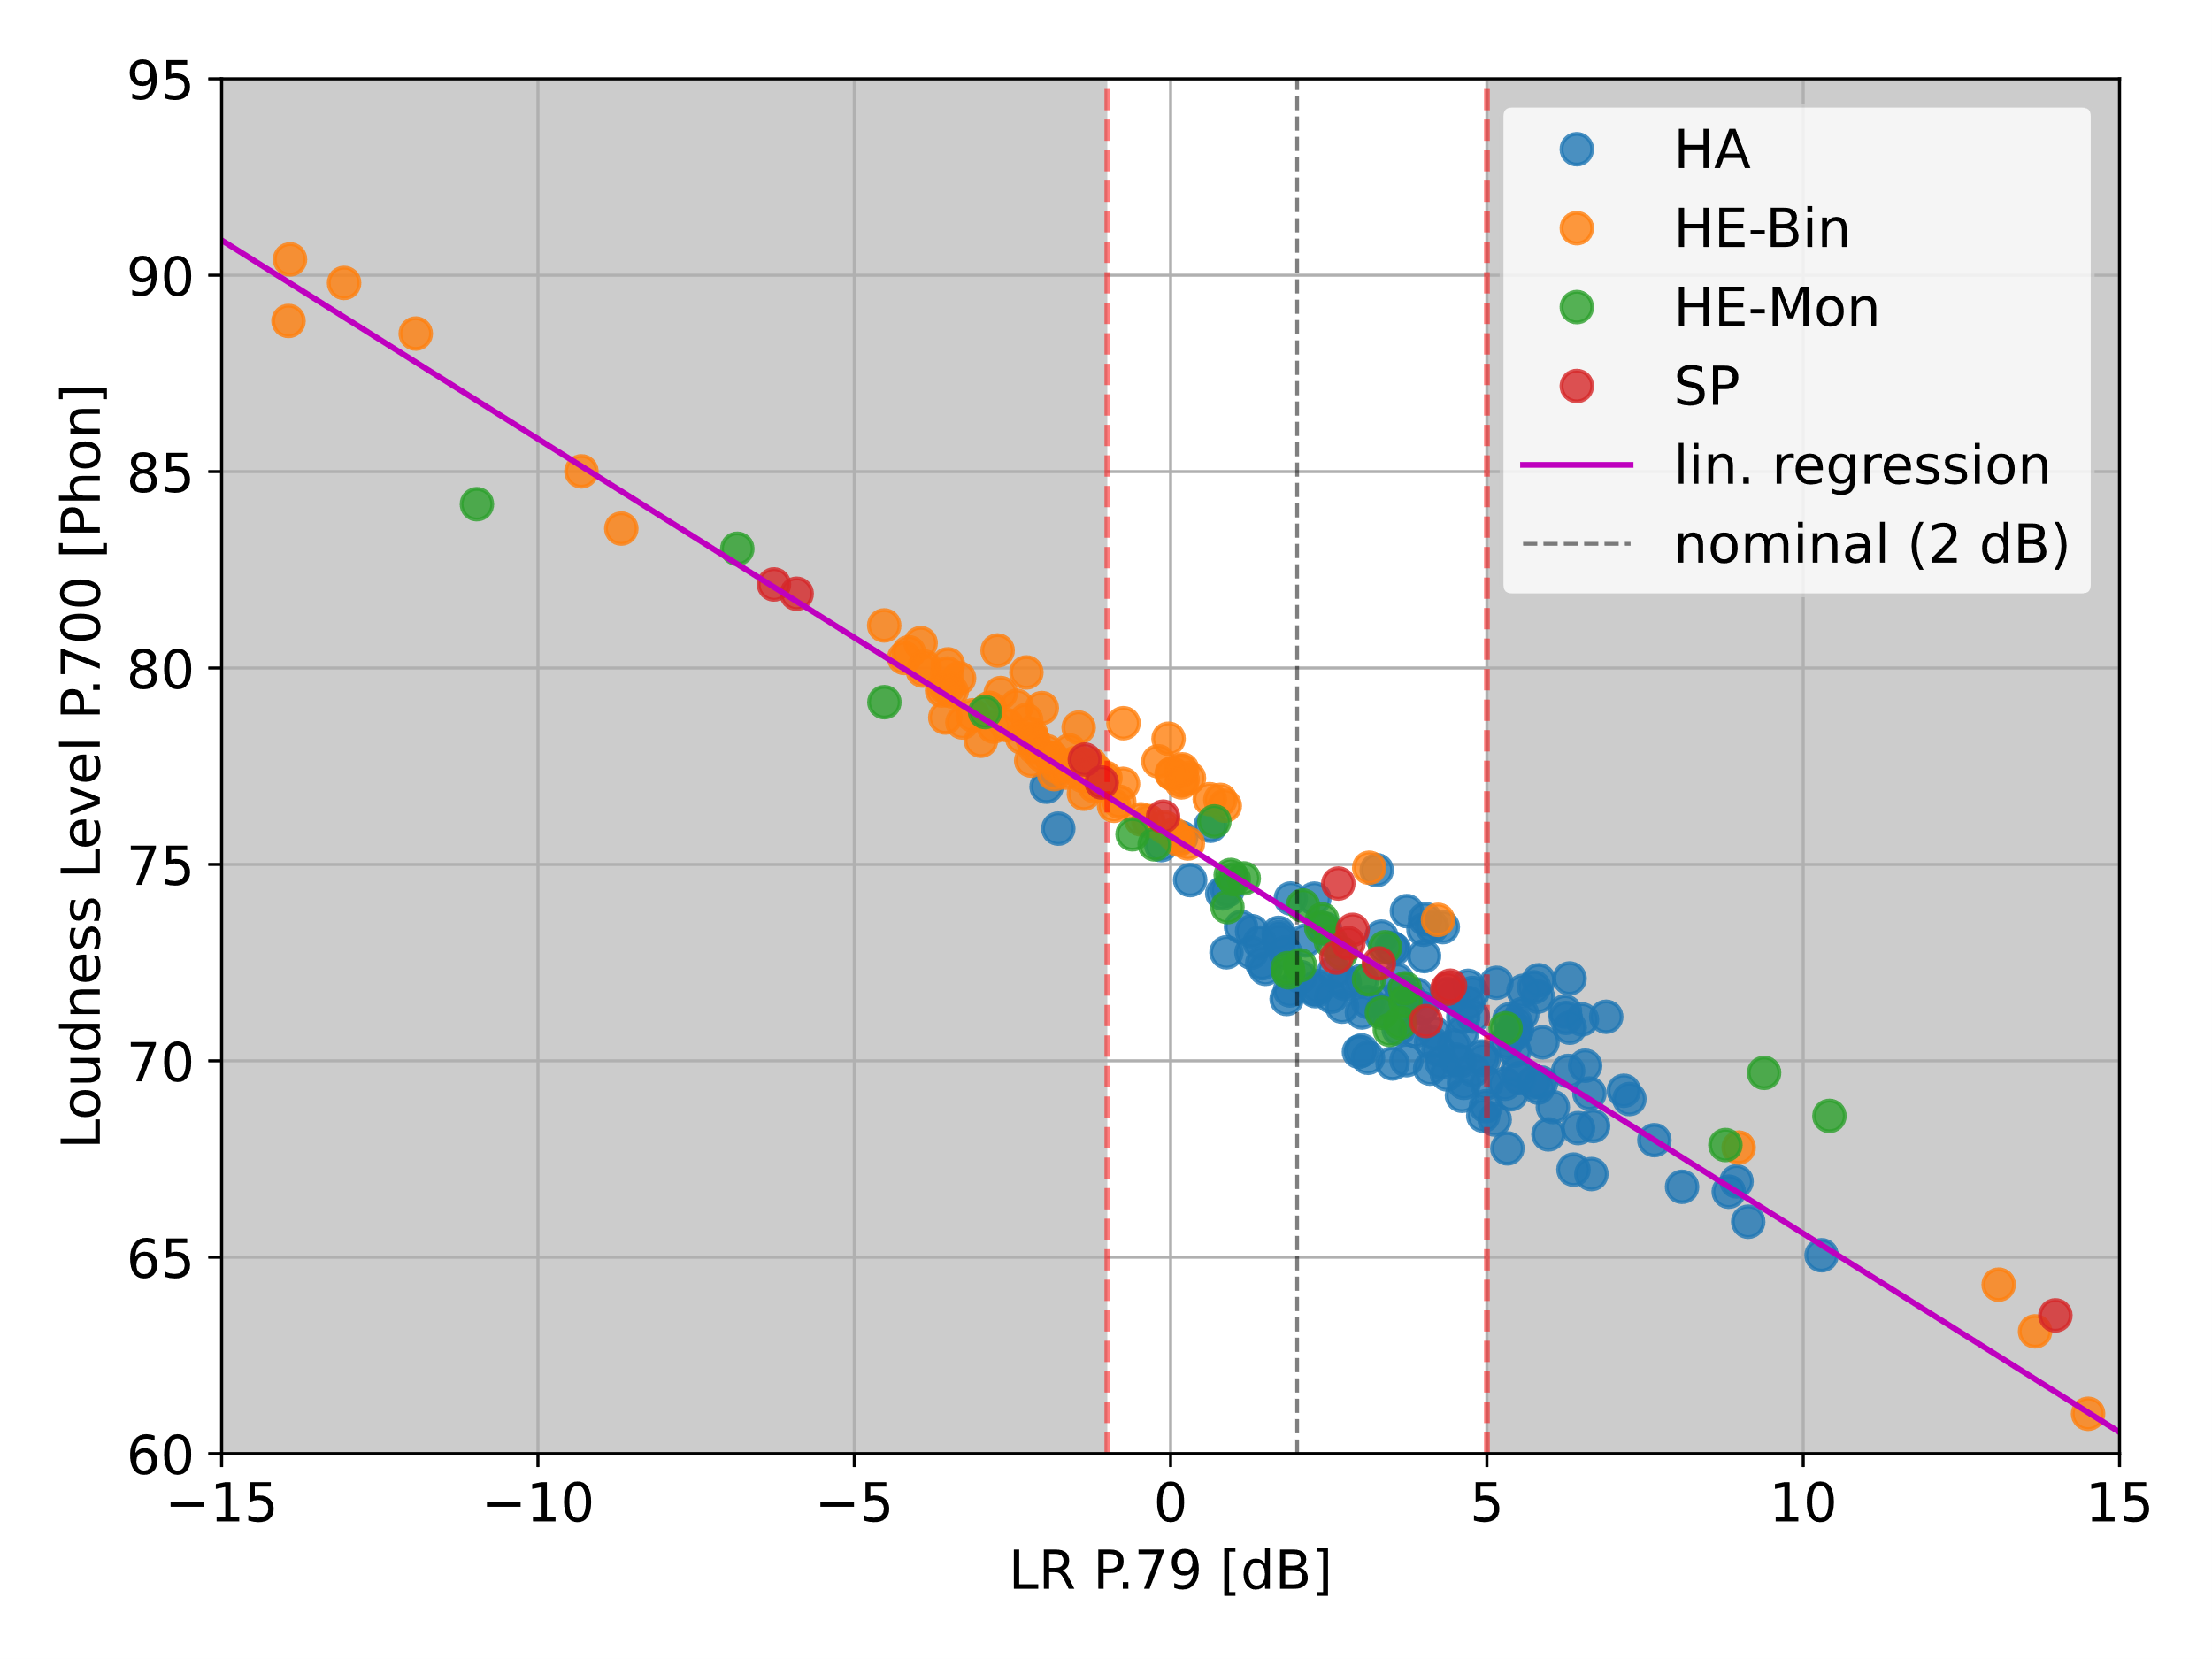 95
90
85
80
75
70
65
60
Loudness Level P.700 [Phon]
HA
HE-Bin
HE-Mon
SP
lin. regression
nominal (2 dB)
−15 −10 −5 0 5 10 15
LR P.79 [dB]